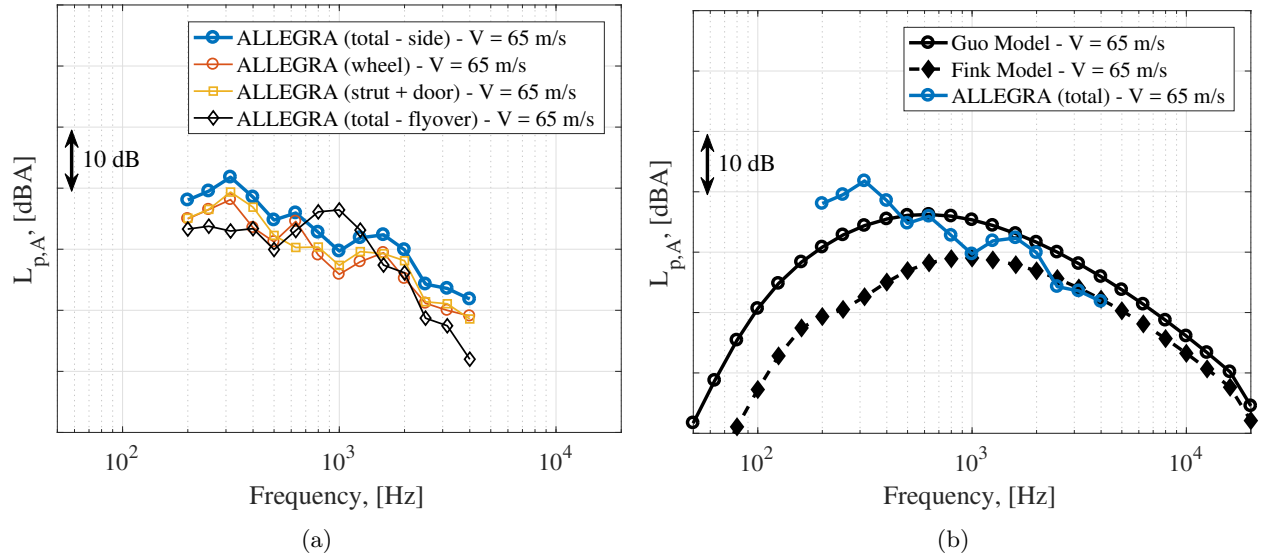 ALLEGRA (total - side) - V = 65 m/s
ALLEGRA (wheel) - V = 65 m/s
ALLEGRA (strut + door) - V = 65 m/s
ALLEGRA (total - flyover) - V = 65 m/s
10 dB
L_{p,A}, [dBA]
10^2
10^3
10^4
Frequency, [Hz]
(a)
Guo Model - V = 65 m/s
Fink Model - V = 65 m/s
ALLEGRA (total) - V = 65 m/s
10 dB
L_{p,A}, [dBA]
10^2
10^3
10^4
Frequency, [Hz]
(b)